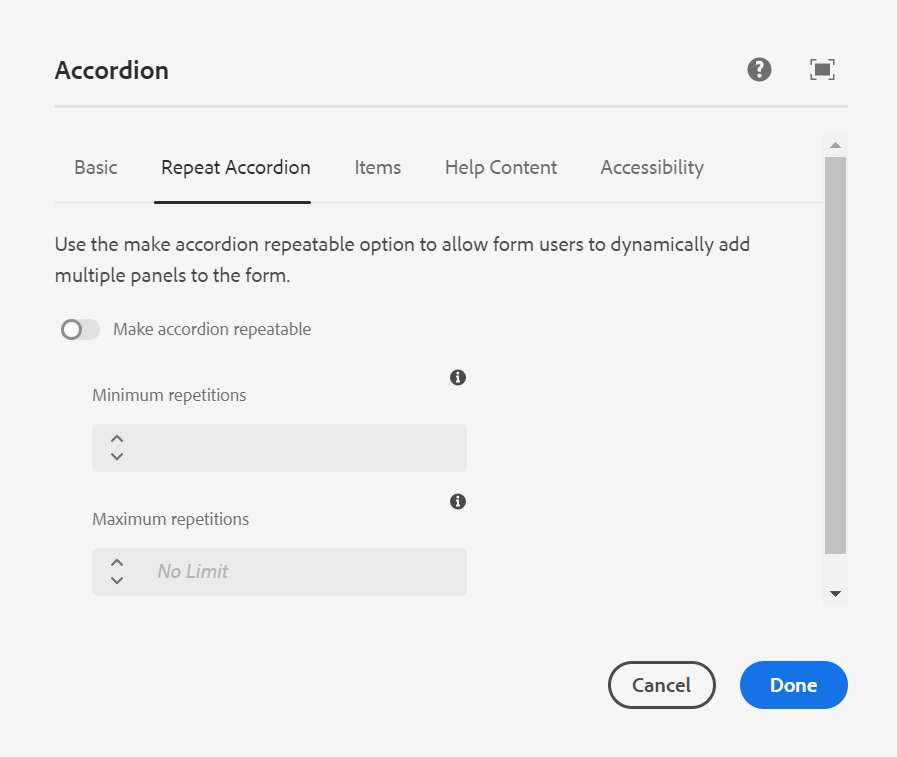 Accordion
Basic Repeat Accordion Items Help Content Accessibility
Use the make accordion repeatable option to allow form users to dynamically add
multiple panels to the form.
Make accordion repeatable
Minimum repetitions
Maximum repetitions
No Limit
Cancel Done